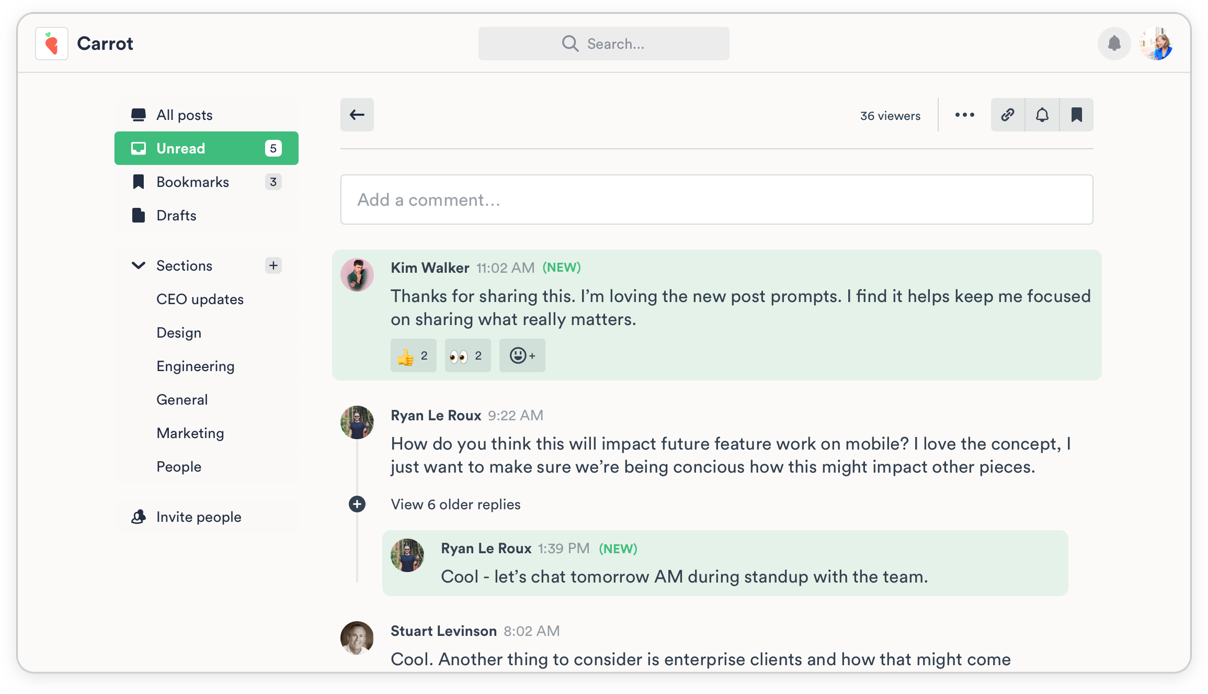 Carrot
Search...
All posts
Unread 5
Bookmarks 3
Drafts
Sections +
CEO updates
Design
Engineering
General
Marketing
People
Invite people
36 viewers
Add a comment...
Kim Walker 11:02 AM (NEW)
Thanks for sharing this. I’m loving the new post prompts. I find it helps keep me focused
on sharing what really matters.
2 2 +
Ryan Le Roux 9:22 AM
How do you think this will impact future feature work on mobile? I love the concept, I
just want to make sure we’re being concious how this might impact other pieces.
View 6 older replies
Ryan Le Roux 1:39 PM (NEW)
Cool - let’s chat tomorrow AM during standup with the team.
Stuart Levinson 8:02 AM
Cool. Another thing to consider is enterprise clients and how that might come